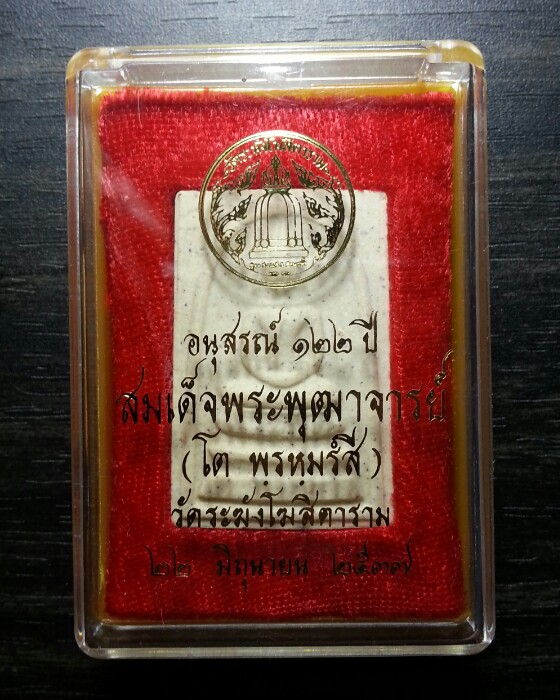 อนุสรณ์ ๑๒๒ ปี
สมเด็จพระพุฒาจารย์
(โต พฺรหฺมรํสี)
วัดระฆังโฆสิตาราม
๒๒ มิถุนายน ๒๕๓๗